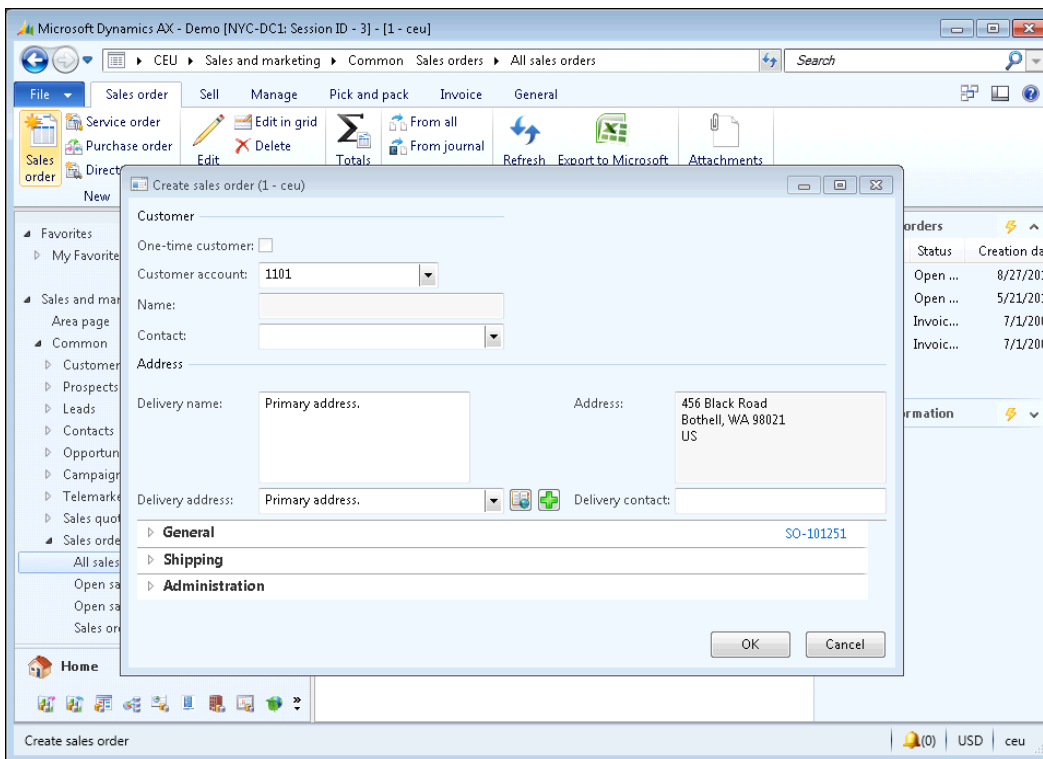 Microsoft Dynamics AX - Demo [NYC-DC1: Session ID - 3] - [1 - ceu]
CEU Sales and marketing Common Sales orders All sales orders
Search
File Sales order Sell Manage Pick and pack Invoice General
Service order
Purchase order
Direct
Sales order
New
Edit
Edit in grid
Delete
Totals
From all
From journal
Refresh
Export to Microsoft
Attachments
Favorites
My Favorite
Sales and mar
Area page
Common
Customer
Prospects
Leads
Contacts
Opportun
Campaign
Telemarke
Sales quot
Sales orde
All sales
Open sa
Open sa
Sales or
Home
Create sales order (1 - ceu)
Customer
One-time customer:
Customer account: 1101
Name:
Contact:
Address
Delivery name: Primary address.
Address: 456 Black Road
Bothell, WA 98021
US
Delivery address: Primary address.
Delivery contact:
General SO-101251
Shipping
Administration
OK Cancel
orders
Status Creation da
Open ... 8/27/20
Open ... 5/21/20
Invoic... 7/1/20
Invoic... 7/1/20
rmation
Create sales order
(0) USD ceu